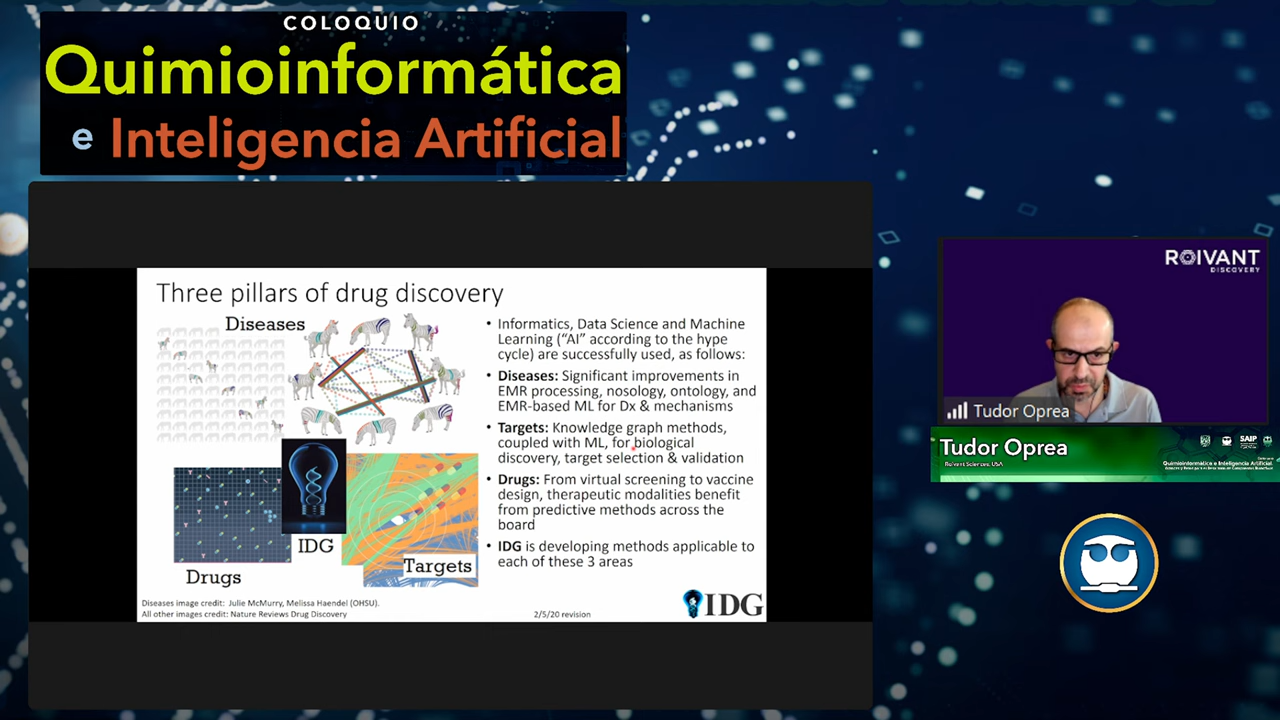 COLOQUIO
Quimioinformática
e Inteligencia Artificial
Three pillars of drug discovery
Diseases
IDG
Drugs
Targets
• Informatics, Data Science and Machine
Learning (“AI” according to the hype
cycle) are successfully used, as follows:
• Diseases: Significant improvements in
EMR processing, nosology, ontology, and
EMR-based ML for Dx & mechanisms
• Targets: Knowledge graph methods,
coupled with ML, for biological
discovery, target selection & validation
• Drugs: From virtual screening to vaccine
design, therapeutic modalities benefit
from predictive methods across the
board
• IDG is developing methods applicable to
each of these 3 areas
Diseases image credit: Julie McMurry, Melissa Haendel (OHSU).
All other images credit: Nature Reviews Drug Discovery
2/5/20 revision
IDG
ROIVANT
DISCOVERY
Tudor Oprea
Tudor Oprea
Roivant Sciences, USA
SAIP
Quimioinformática e Inteligencia Artificial